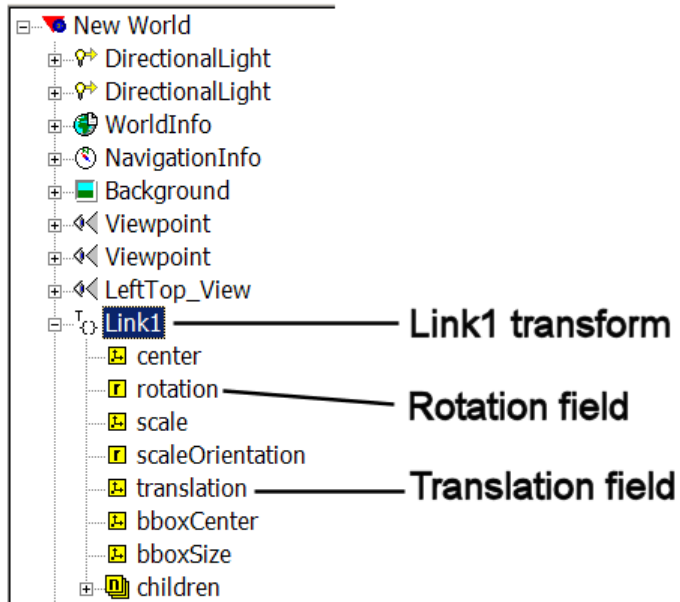 New World
DirectionalLight
DirectionalLight
WorldInfo
NavigationInfo
Background
Viewpoint
Viewpoint
LeftTop_View
T{} Link1 Link1 transform
center
r rotation Rotation field
scale
r scaleOrientation
translation Translation field
bboxCenter
bboxSize
n children